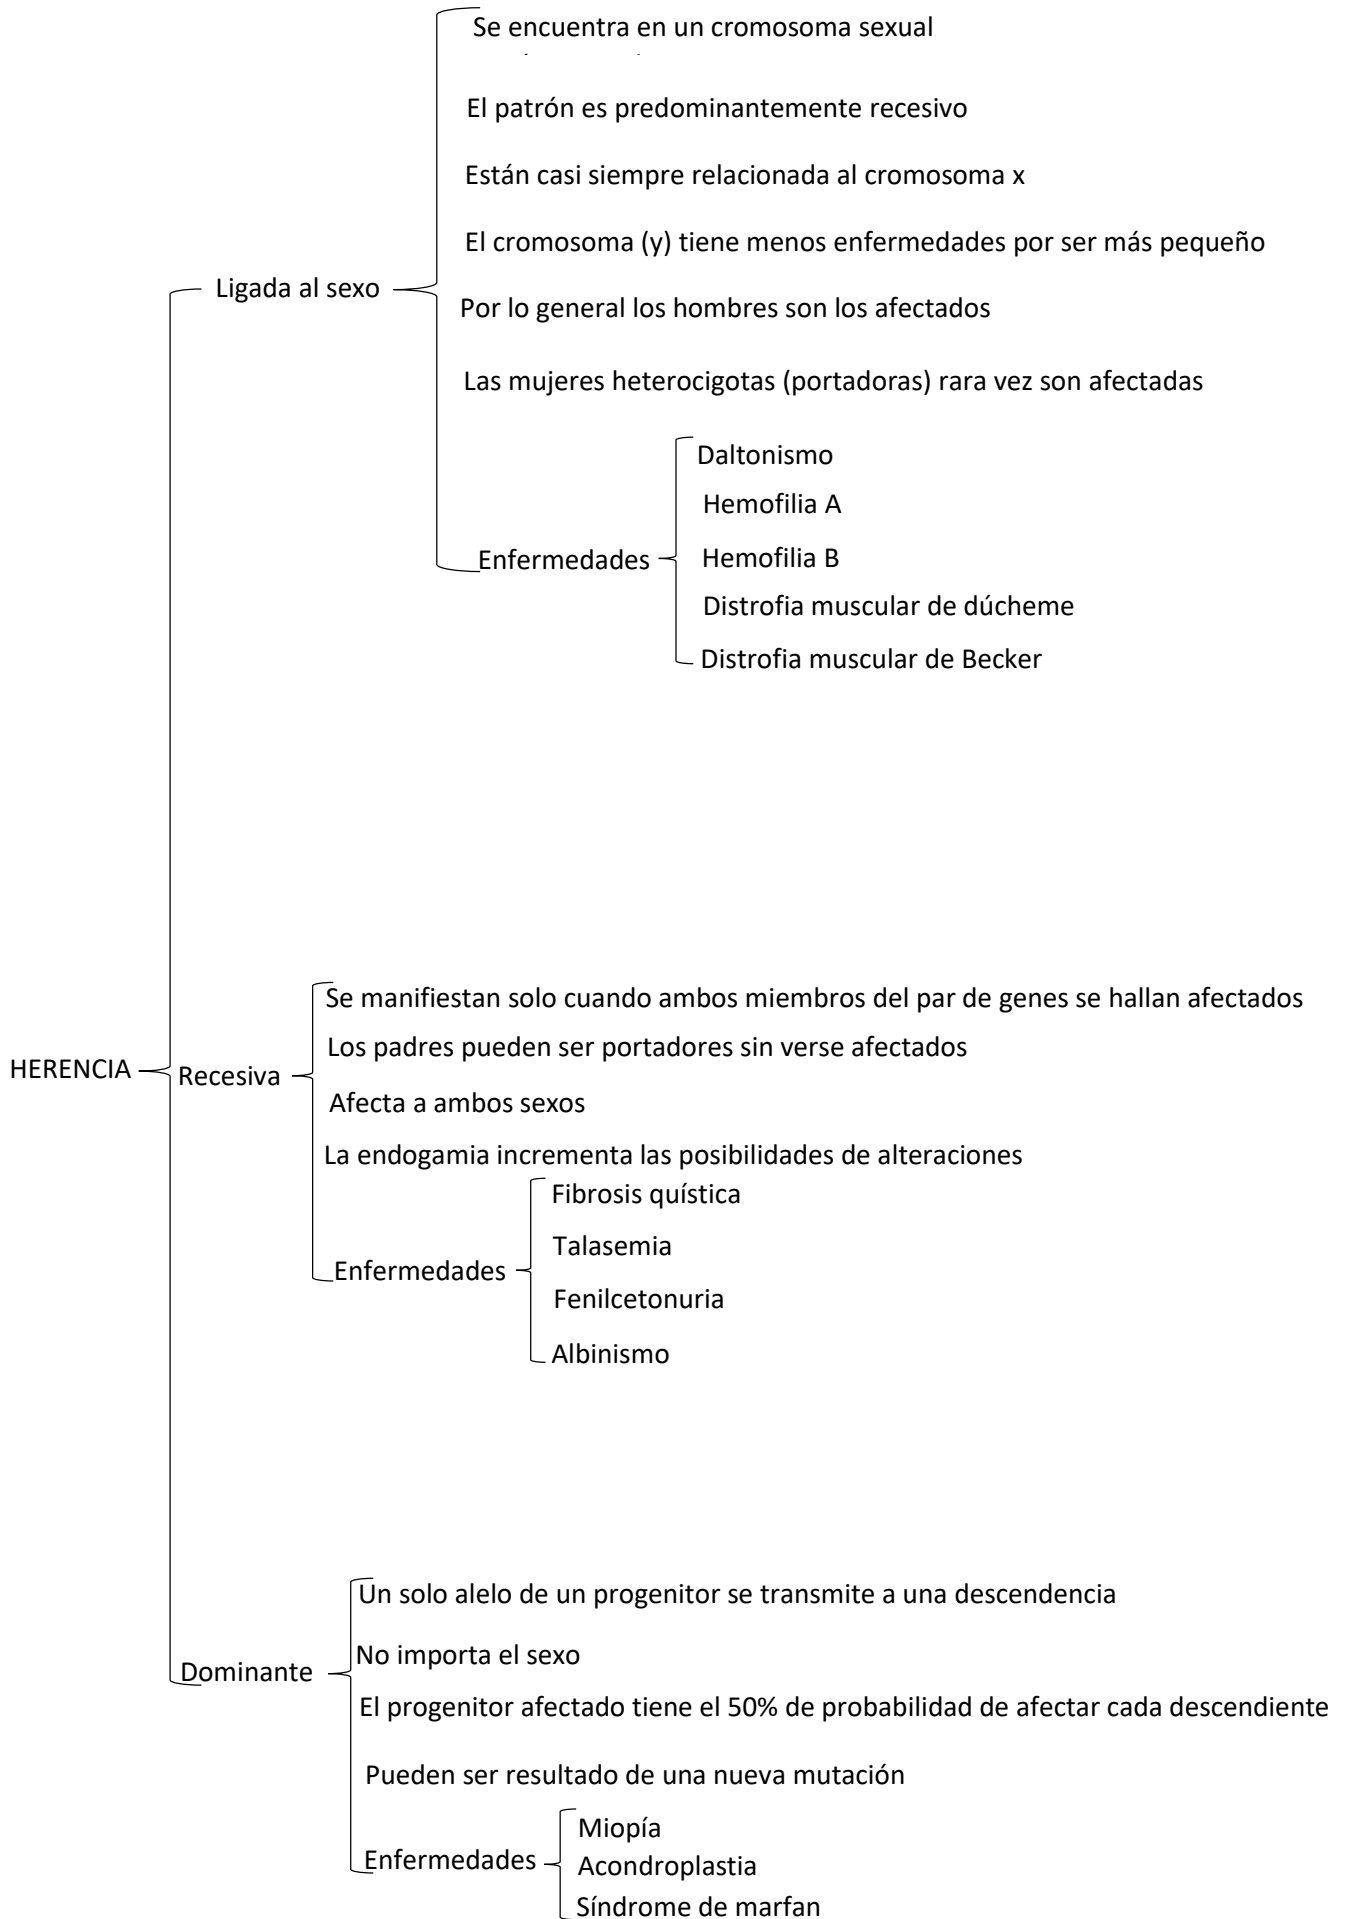 Se encuentra en un cromosoma sexual
El patrón es predominantemente recesivo
Están casi siempre relacionada al cromosoma x
El cromosoma (y) tiene menos enfermedades por ser más pequeño
Ligada al sexo
Por lo general los hombres son los afectados
Las mujeres heterocigotas (portadoras) rara vez son afectadas
Enfermedades
Daltonismo
Hemofilia A
Hemofilia B
Distrofia muscular de dúcheme
Distrofia muscular de Becker
HERENCIA
Recesiva
Se manifiestan solo cuando ambos miembros del par de genes se hallan afectados
Los padres pueden ser portadores sin verse afectados
Afecta a ambos sexos
La endogamia incrementa las posibilidades de alteraciones
Enfermedades
Fibrosis quística
Talasemia
Fenilcetonuria
Albinismo
Dominante
Un solo alelo de un progenitor se transmite a una descendencia
No importa el sexo
El progenitor afectado tiene el 50% de probabilidad de afectar cada descendiente
Pueden ser resultado de una nueva mutación
Enfermedades
Miopía
Acondroplastia
Síndrome de marfan